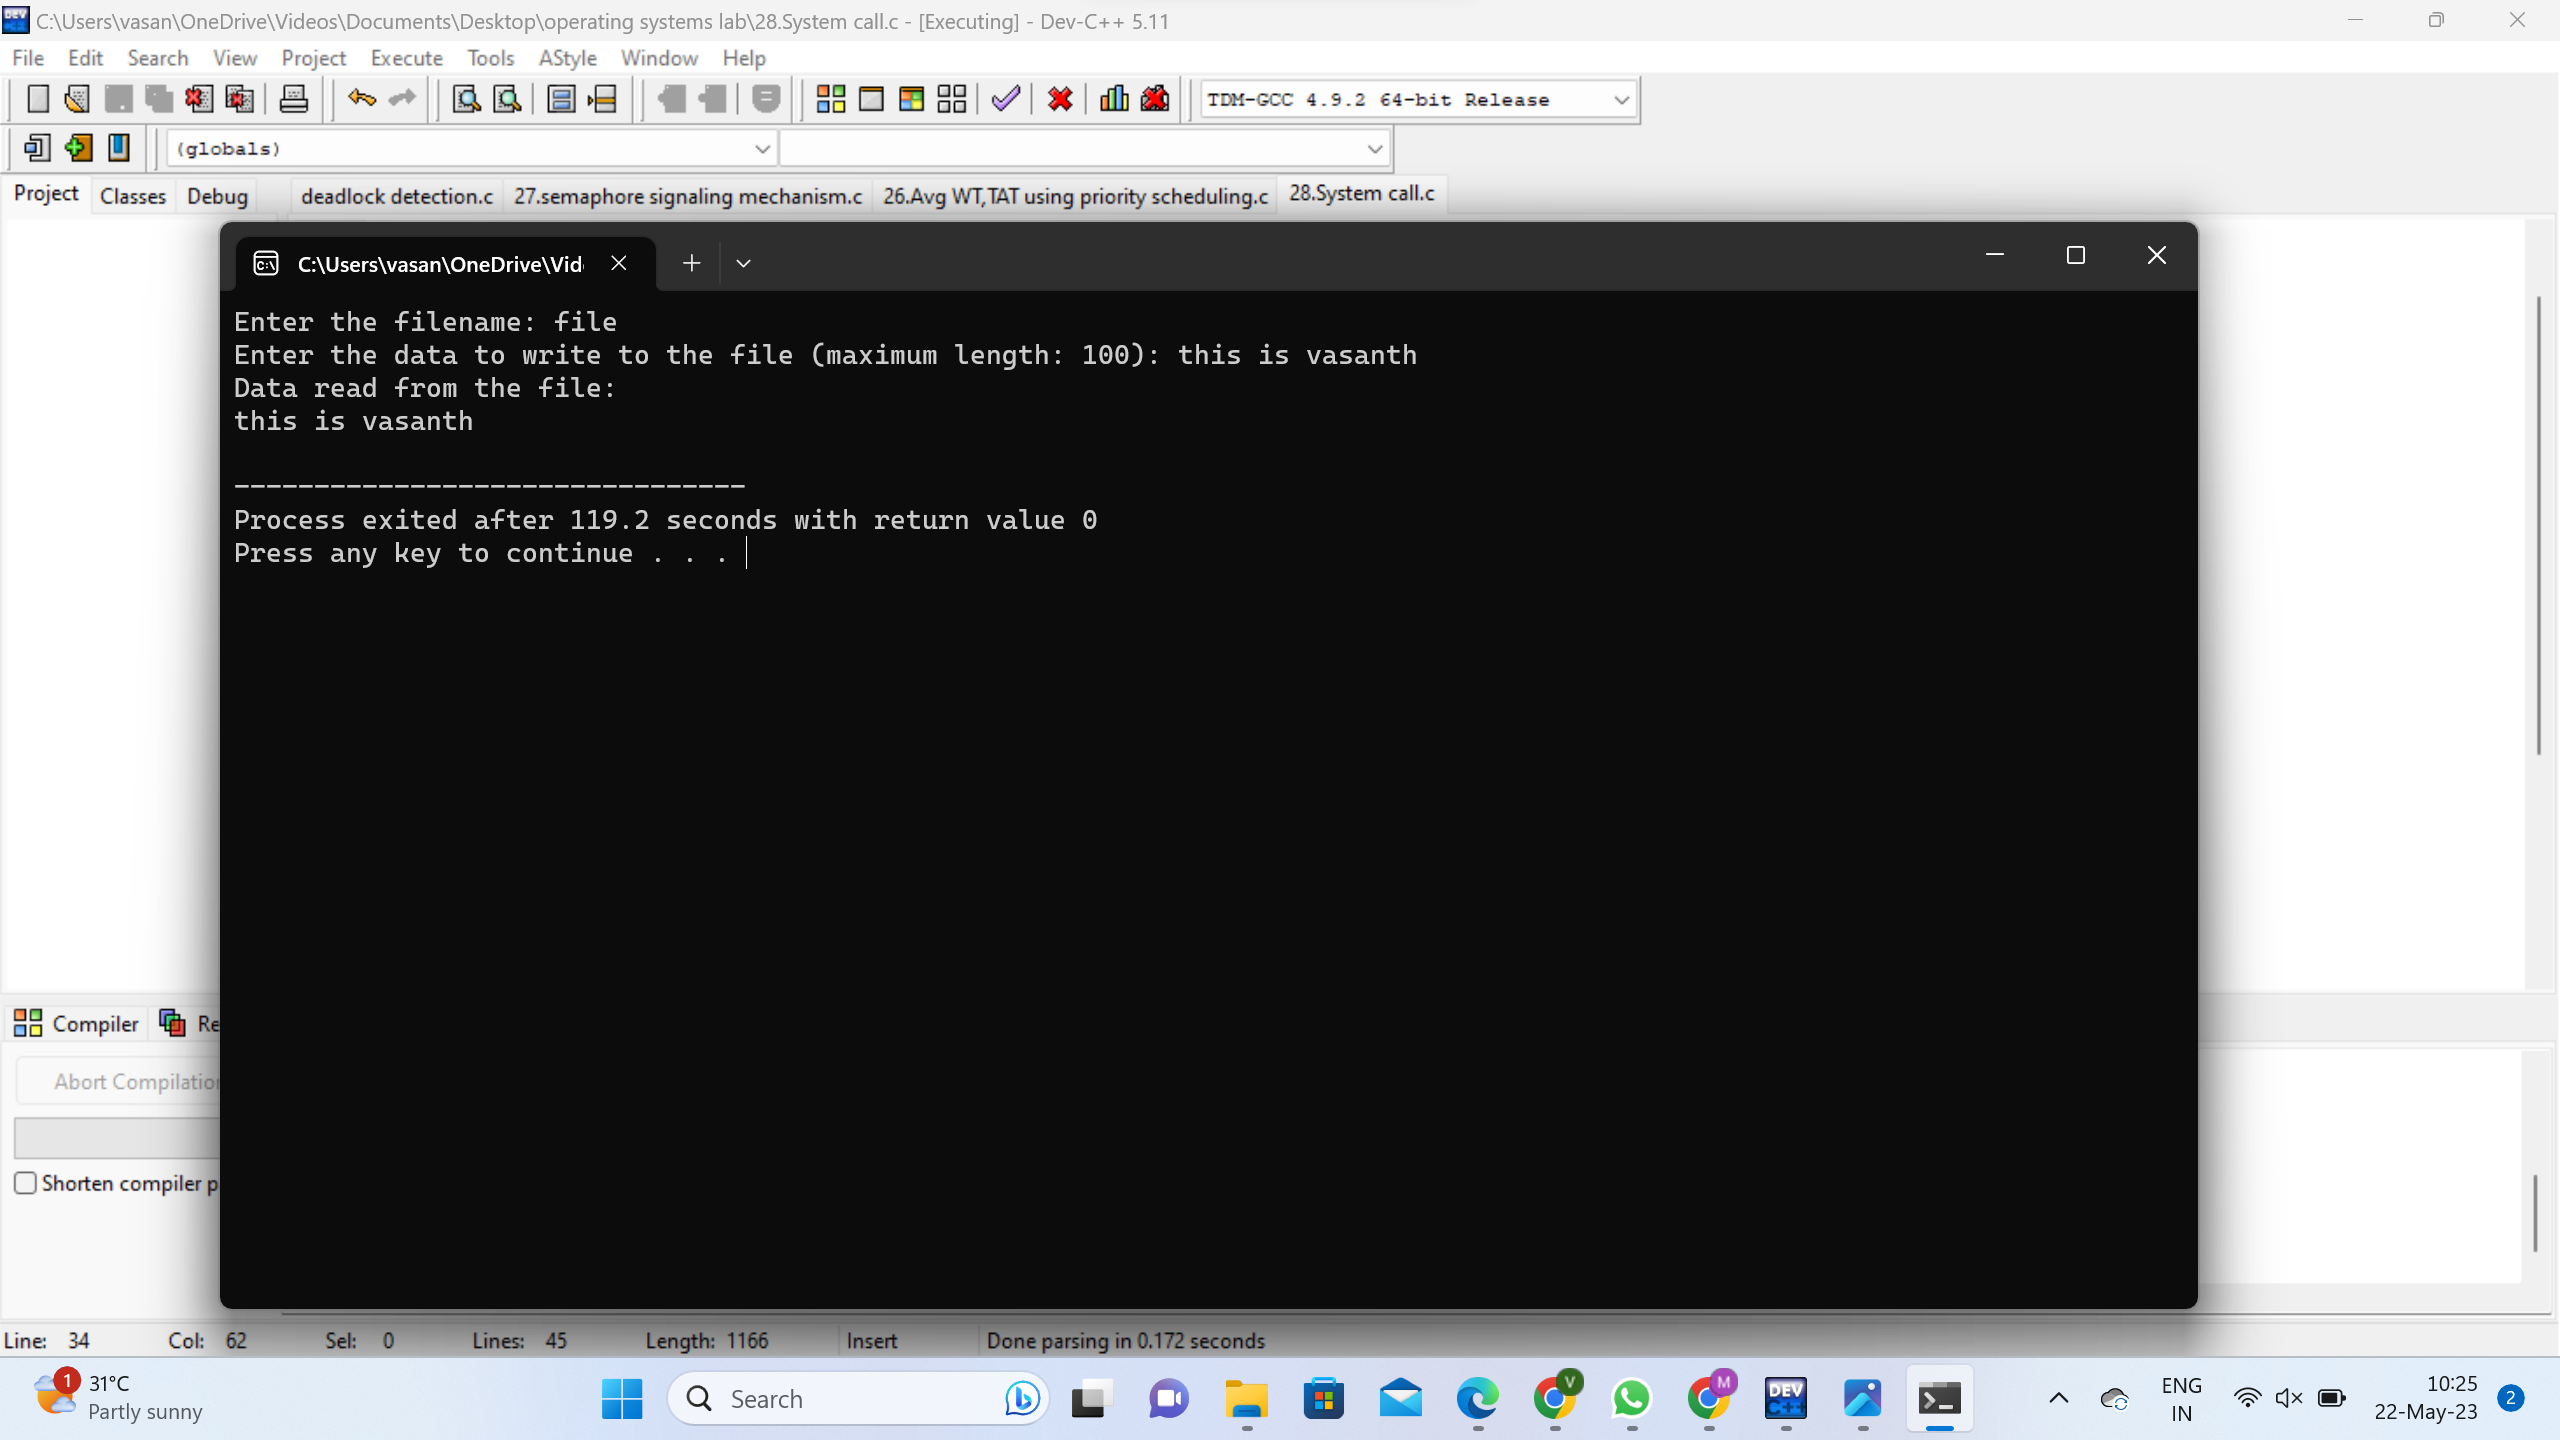 C:\Users\vasan\OneDrive\Videos\Documents\Desktop\operating systems lab\28.System call.c - [Executing] - Dev-C++ 5.11
File Edit Search View Project Execute Tools AStyle Window Help
TDM-GCC 4.9.2 64-bit Release
(globals)
Project Classes Debug deadlock detection.c 27.semaphore signaling mechanism.c 26.Avg WT,TAT using priority scheduling.c 28.System call.c
C:\Users\vasan\OneDrive\Vid
Enter the filename: file
Enter the data to write to the file (maximum length: 100): this is vasanth
Data read from the file:
this is vasanth
--------------------------------
Process exited after 119.2 seconds with return value 0
Press any key to continue . . .
Compiler Re
Abort Compilation
Shorten compiler p
Line: 34 Col: 62 Sel: 0 Lines: 45 Length: 1166 Insert Done parsing in 0.172 seconds
1 31°C
Partly sunny
Search
V
M
DEV
C++
ENG
IN
10:25
22-May-23
2